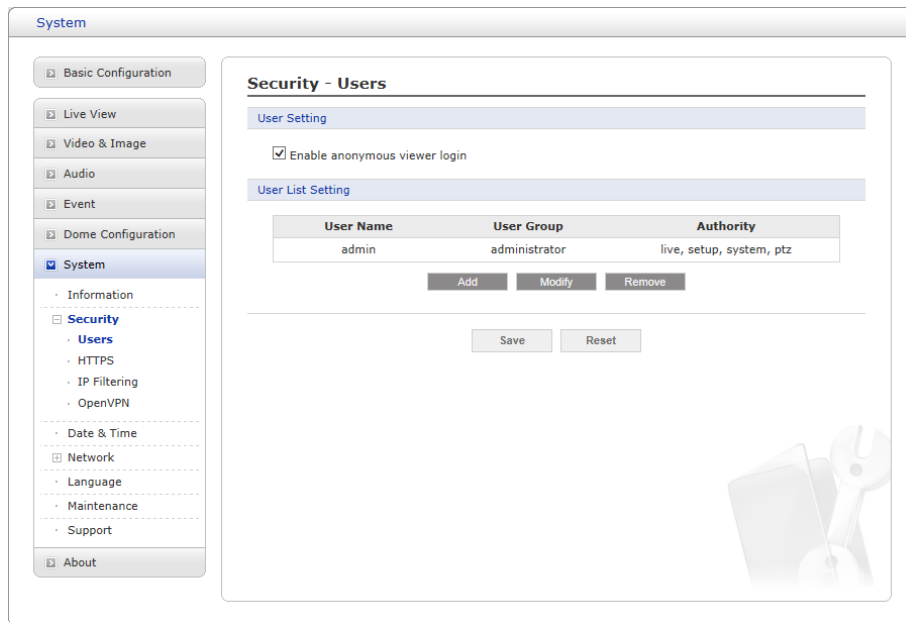 System
Basic Configuration
Live View
Video & Image
Audio
Event
Dome Configuration
System
Information
Security
Users
HTTPS
IP Filtering
OpenVPN
Date & Time
Network
Language
Maintenance
Support
About
Security - Users
User Setting
Enable anonymous viewer login
User List Setting
User Name User Group Authority
admin administrator live, setup, system, ptz
Add Modify Remove
Save Reset